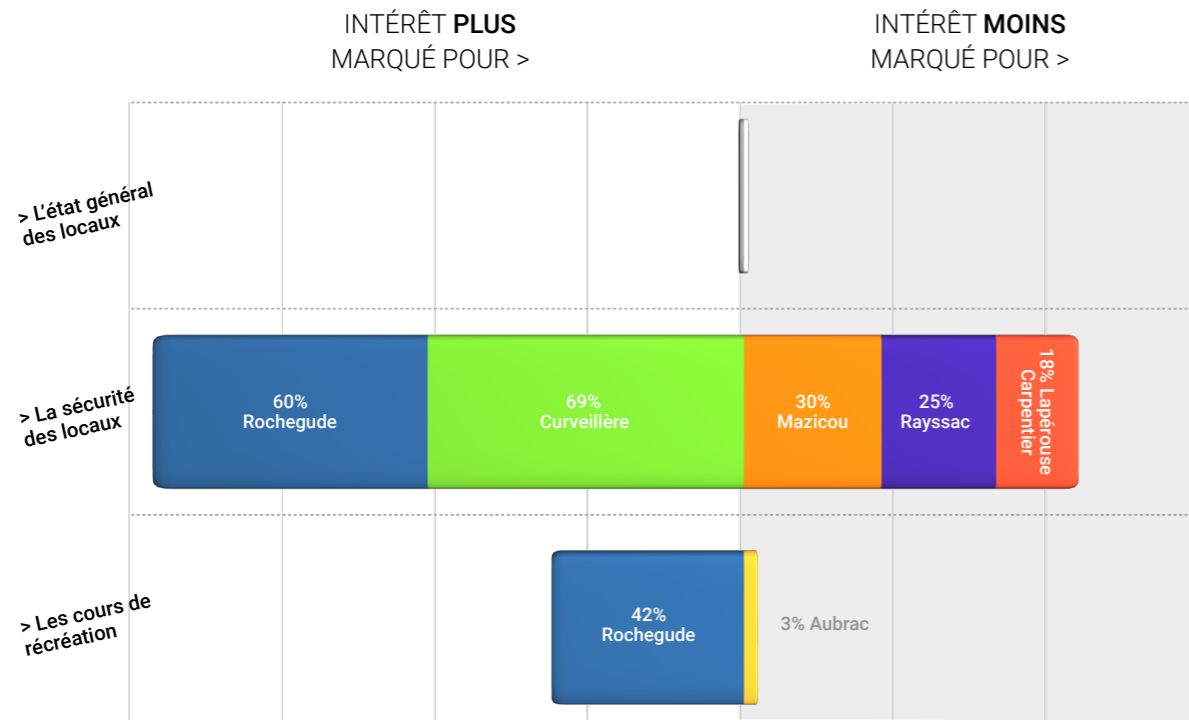 INTÉRÊT PLUS
MARQUÉ POUR >
INTÉRÊT MOINS
MARQUÉ POUR >
> L'état général
des locaux
> La sécurité
des locaux
60%
Rochegude
69%
Curveillère
30%
Mazicou
25%
Rayssac
18% Lapérouse
Carpentier
> Les cours de
récréation
42%
Rochegude
3% Aubrac